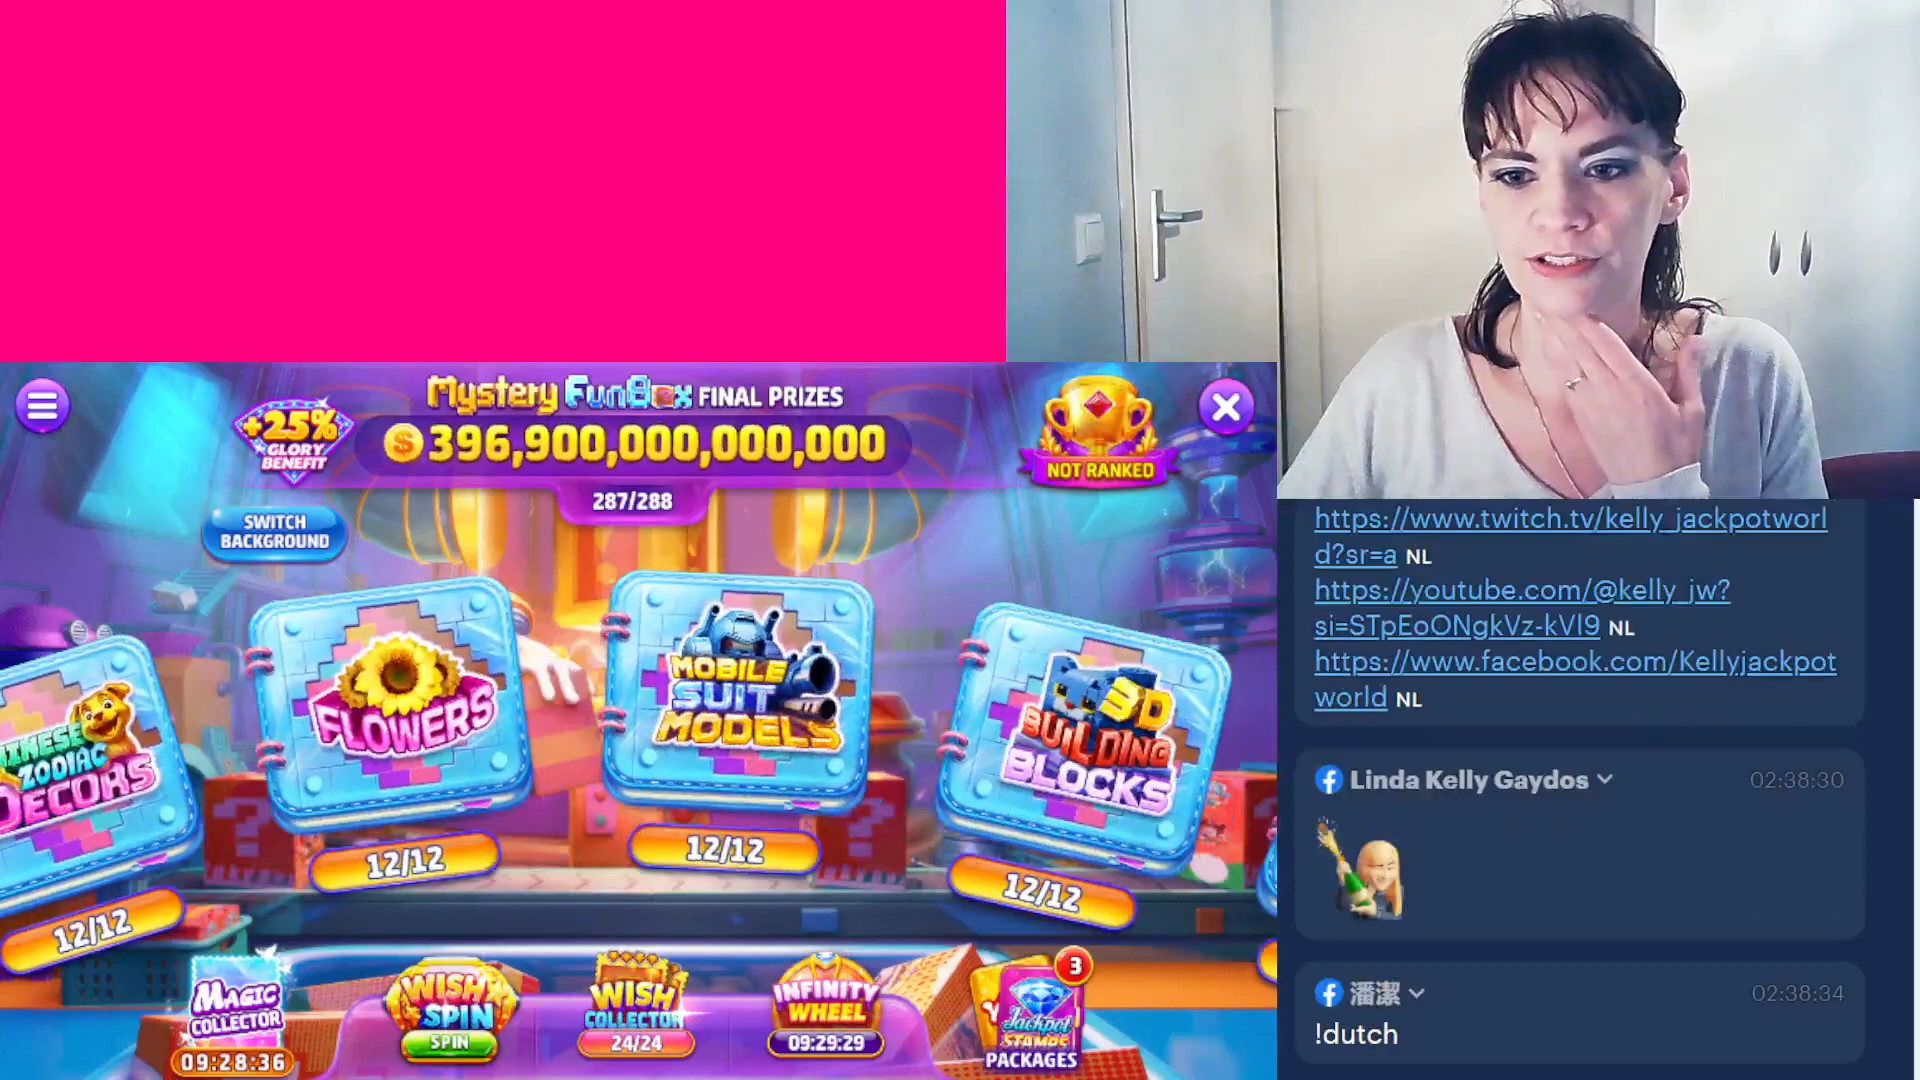 Mystery FunBox FINAL PRIZES
+25%
GLORY
BENEFIT
396,900,000,000,000
NOT RANKED
287/288
SWITCH
BACKGROUND
ZODIAC
DECORS
12/12
FLOWERS
12/12
MOBILE
SUIT
MODELS
12/12
3D
BUILDING
BLOCKS
12/12
MAGIC
COLLECTOR
09:28:36
WISH
SPIN
SPIN
WISH
COLLECTOR
24/24
INFINITY
WHEEL
09:29:29
3
Jackpot
STAMPS
PACKAGES
https://www.twitch.tv/kelly_jackpotworl
d?sr=a NL
https://youtube.com/@kelly_jw?
si=STpEoONgkVz-kVl9 NL
https://www.facebook.com/Kellyjackpot
world NL
Linda Kelly Gaydos 02:38:30
潘潔 02:38:34
!dutch